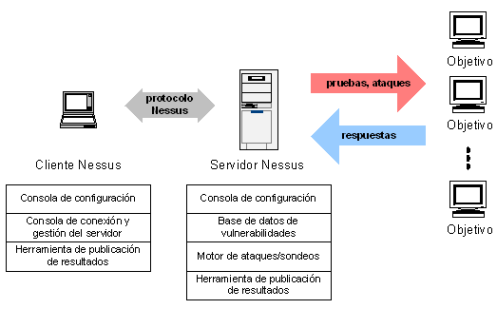 Objetivo
pruebas, ataques
protocolo
Nessus
Objetivo
respuestas
Cliente Nessus
Servidor Nessus
Objetivo
Consola de configuración
Consola de conexión y
gestión del servidor
Herramienta de publicación
de resultados
Consola de configuración
Base de datos de
vulnerabilidades
Motor de ataques/sondeos
Herramienta de publicación
de resultados